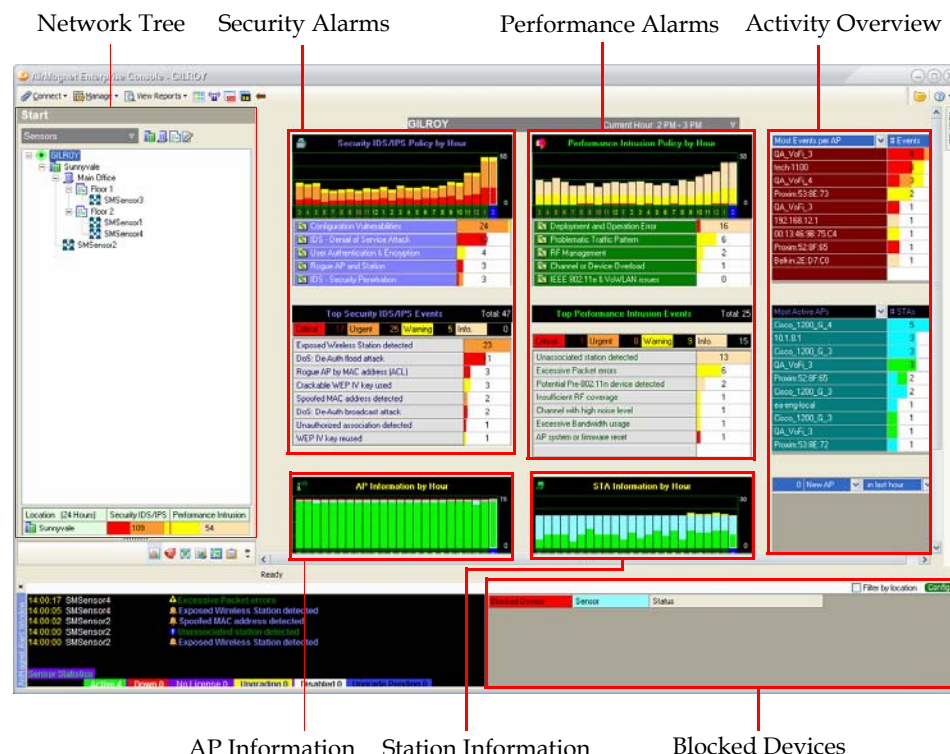 Network Tree
Security Alarms
Performance Alarms
Activity Overview
AirMagnet Enterprise Console - GILROY
Connect
Manage
View Reports
Start
Sensors
GILROY
Sunnyvale
Main Office
Floor 1
SMSensor3
Floor 2
SMSensor1
SMSensor4
SMSensor2
Location (24 Hours) Security IDS/IPS Performance Intrusion
Sunnyvale 109 54
GILROY Current Hour: 2 PM - 3 PM
Security IDS/IPS Policy by Hour
50
0
Configuration Vulnerabilities 24
IDS - Denial of Service Attack
User Authentication & Encryption 4
Rogue AP and Station 3
IDS - Security Penetration 3
Top Security IDS/IPS Events Total: 47
Critical 17 Urgent 25 Warning 5 Info. 0
Exposed Wireless Station detected 23
DoS: De-Auth flood attack
Rogue AP by MAC address (ACL) 3
Crackable WEP IV key used 3
Spoofed MAC address detected 2
DoS: De-Auth broadcast attack 2
Unauthorized association detected 1
WEP IV key reused 1
Performance Intrusion Policy by Hour
30
0
Deployment and Operation Error 16
Problematic Traffic Pattern 6
RF Management 2
Channel or Device Overload 1
IEEE 802.11e & VoWLAN issues 0
Top Performance Intrusion Events Total: 25
Critical 1 Urgent 0 Warning 9 Info. 15
Unassociated station detected 13
Excessive Packet errors 6
Potential Pre-802.11n device detected 2
Insufficient RF coverage 1
Channel with high noise level 1
Excessive Bandwidth usage 1
AP system or firmware reset 1
Most Events per AP # Events
QA_VoFi_3 4
tech-1100
QA_VoFi_4 3
Proxim:53:8E:73 2
QA_VoFi_3 1
192.168.12.1 1
00:13:46:9B:75:C4 1
Proxim:52:8F:65 1
Belkin:2E:D7:C0 1
Most Active APs # STAs
Cisco_1200_G_4 5
10.1.8.1 3
Cisco_1200_G_3 3
QA_VoFi_3 3
Proxim:52:8F:65 2
Cisco_1200_G_3 2
ea-eng-local 1
Cisco_1200_G_3 1
QA_VoFi_3 1
Proxim:53:8E:72 1
0 New AP in last hour
AP Information by Hour
0
STA Information by Hour
30
0
Ready
14:00:17 SMSensor4 Excessive Packet errors
14:00:05 SMSensor4 Exposed Wireless Station detected
14:00:02 SMSensor2 Spoofed MAC address detected
14:00:00 SMSensor2 Unassociated station detected
14:00:00 SMSensor2 Exposed Wireless Station detected
Sensor Statistics
Active 4 Down 0 No License 0 Upgrading 0 Disabled 0 Upgrade Pending 0
Filter by location Config
Blocked Device Sensor Status
AP Information
Station Information
Blocked Devices